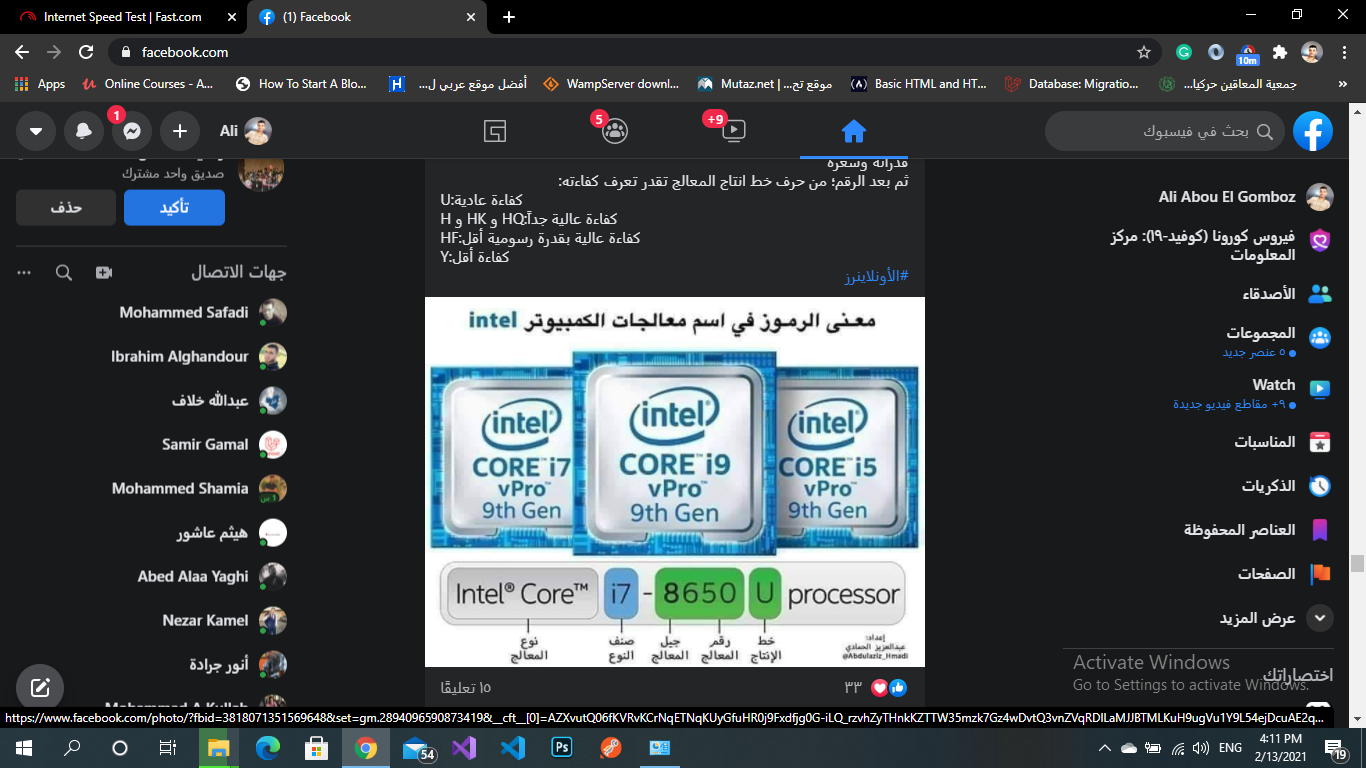 Internet Speed Test | Fast.com
(1) Facebook
facebook.com
Apps
Online Courses - A...
How To Start A Blo...
أفضل موقع عربي ل...
WampServer downl...
Mutaz.net | موقع تج...
Basic HTML and HT...
Database: Migratio...
جمعية المعاقين حركيا...
10m
بحث في فيسبوك
+9
5
Ali
1
صديق واحد مشترك
تأكيد
حذف
جهات الاتصال
Mohammed Safadi
Ibrahim Alghandour
عبدالله خلاف
Samir Gamal
Mohammed Shamia
هيثم عاشور
Abed Alaa Yaghi
Nezar Kamel
أنور جرادة
Mohammed A Kullab
قدراته وسعره
ثم بعد الرقم؛ من حرف خط انتاج المعالج تقدر تعرف كفاءته:
U:كفاءة عادية
H و HK و HQ:كفاءة عالية جداً
HF:كفاءة عالية بقدرة رسومية أقل
Y:كفاءة أقل
#الأونلاينرز
معنى الرموز في اسم معالجات الكمبيوتر intel
intel
CORE i7
vPro™
9th Gen
intel
CORE™ i9
vPro™
9th Gen
intel
CORE™ i5
vPro™
9th Gen
Intel® Core™ i7 - 8650 U processor
نوع المعالج
صنف النوع
جيل المعالج
رقم المعالج
خط الإنتاج
إعداد:
عبدالعزيز الحمادي
@Abdulaziz_Hmadi
٣٣
١٥ تعليقًا
Ali Abou El Gomboz
فيروس كورونا (كوفيد-١٩): مركز
المعلومات
الأصدقاء
المجموعات
٥ عنصر جديد
Watch
٩+ مقاطع فيديو جديدة
المناسبات
الذكريات
العناصر المحفوظة
الصفحات
عرض المزيد
اختصاراتك
Activate Windows
Go to Settings to activate Windows.
https://www.facebook.com/photo/?fbid=3818071351569648&set=gm.28940965908734​19&__cft__[0]=AZXvutQ06fKVRvKCrNqETNqKUyGfuHR0j9Fxdfjg0G-iLQ_rzvhZyTHnkKZTTW35mzk7Gz4wDvtQ3vnZVqRDILaMJJBTMLKuH9ugVu1Y9L54ejDcuAE2q...
54
Ps
ENG
4:11 PM
2/13/2021
19